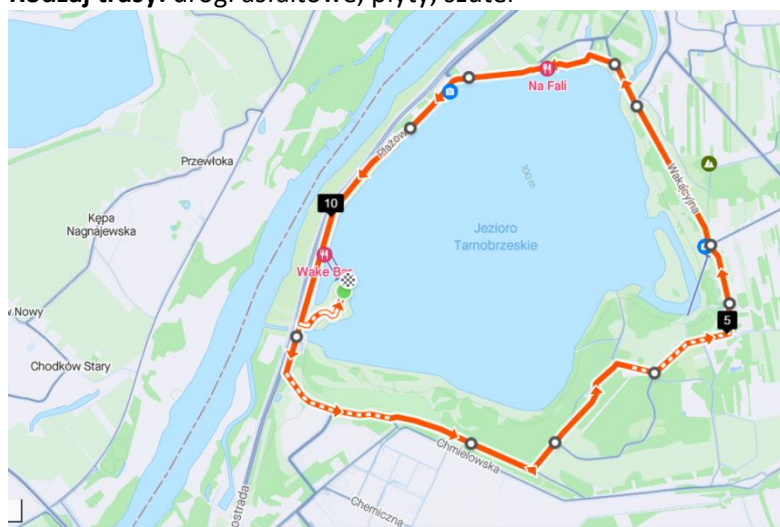 Rodzaj trasy: drogi asfaltowe, płyty, szuter
Na Fali
Przewłoka
Plażow
100 m
Wakacyjna
10
Kępa
Nagnajewska
Jezioro
Tarnobrzeskie
Wake Bar
w Nowy
5
Chodków Stary
Chmielowska
Chemiczna
ostrada